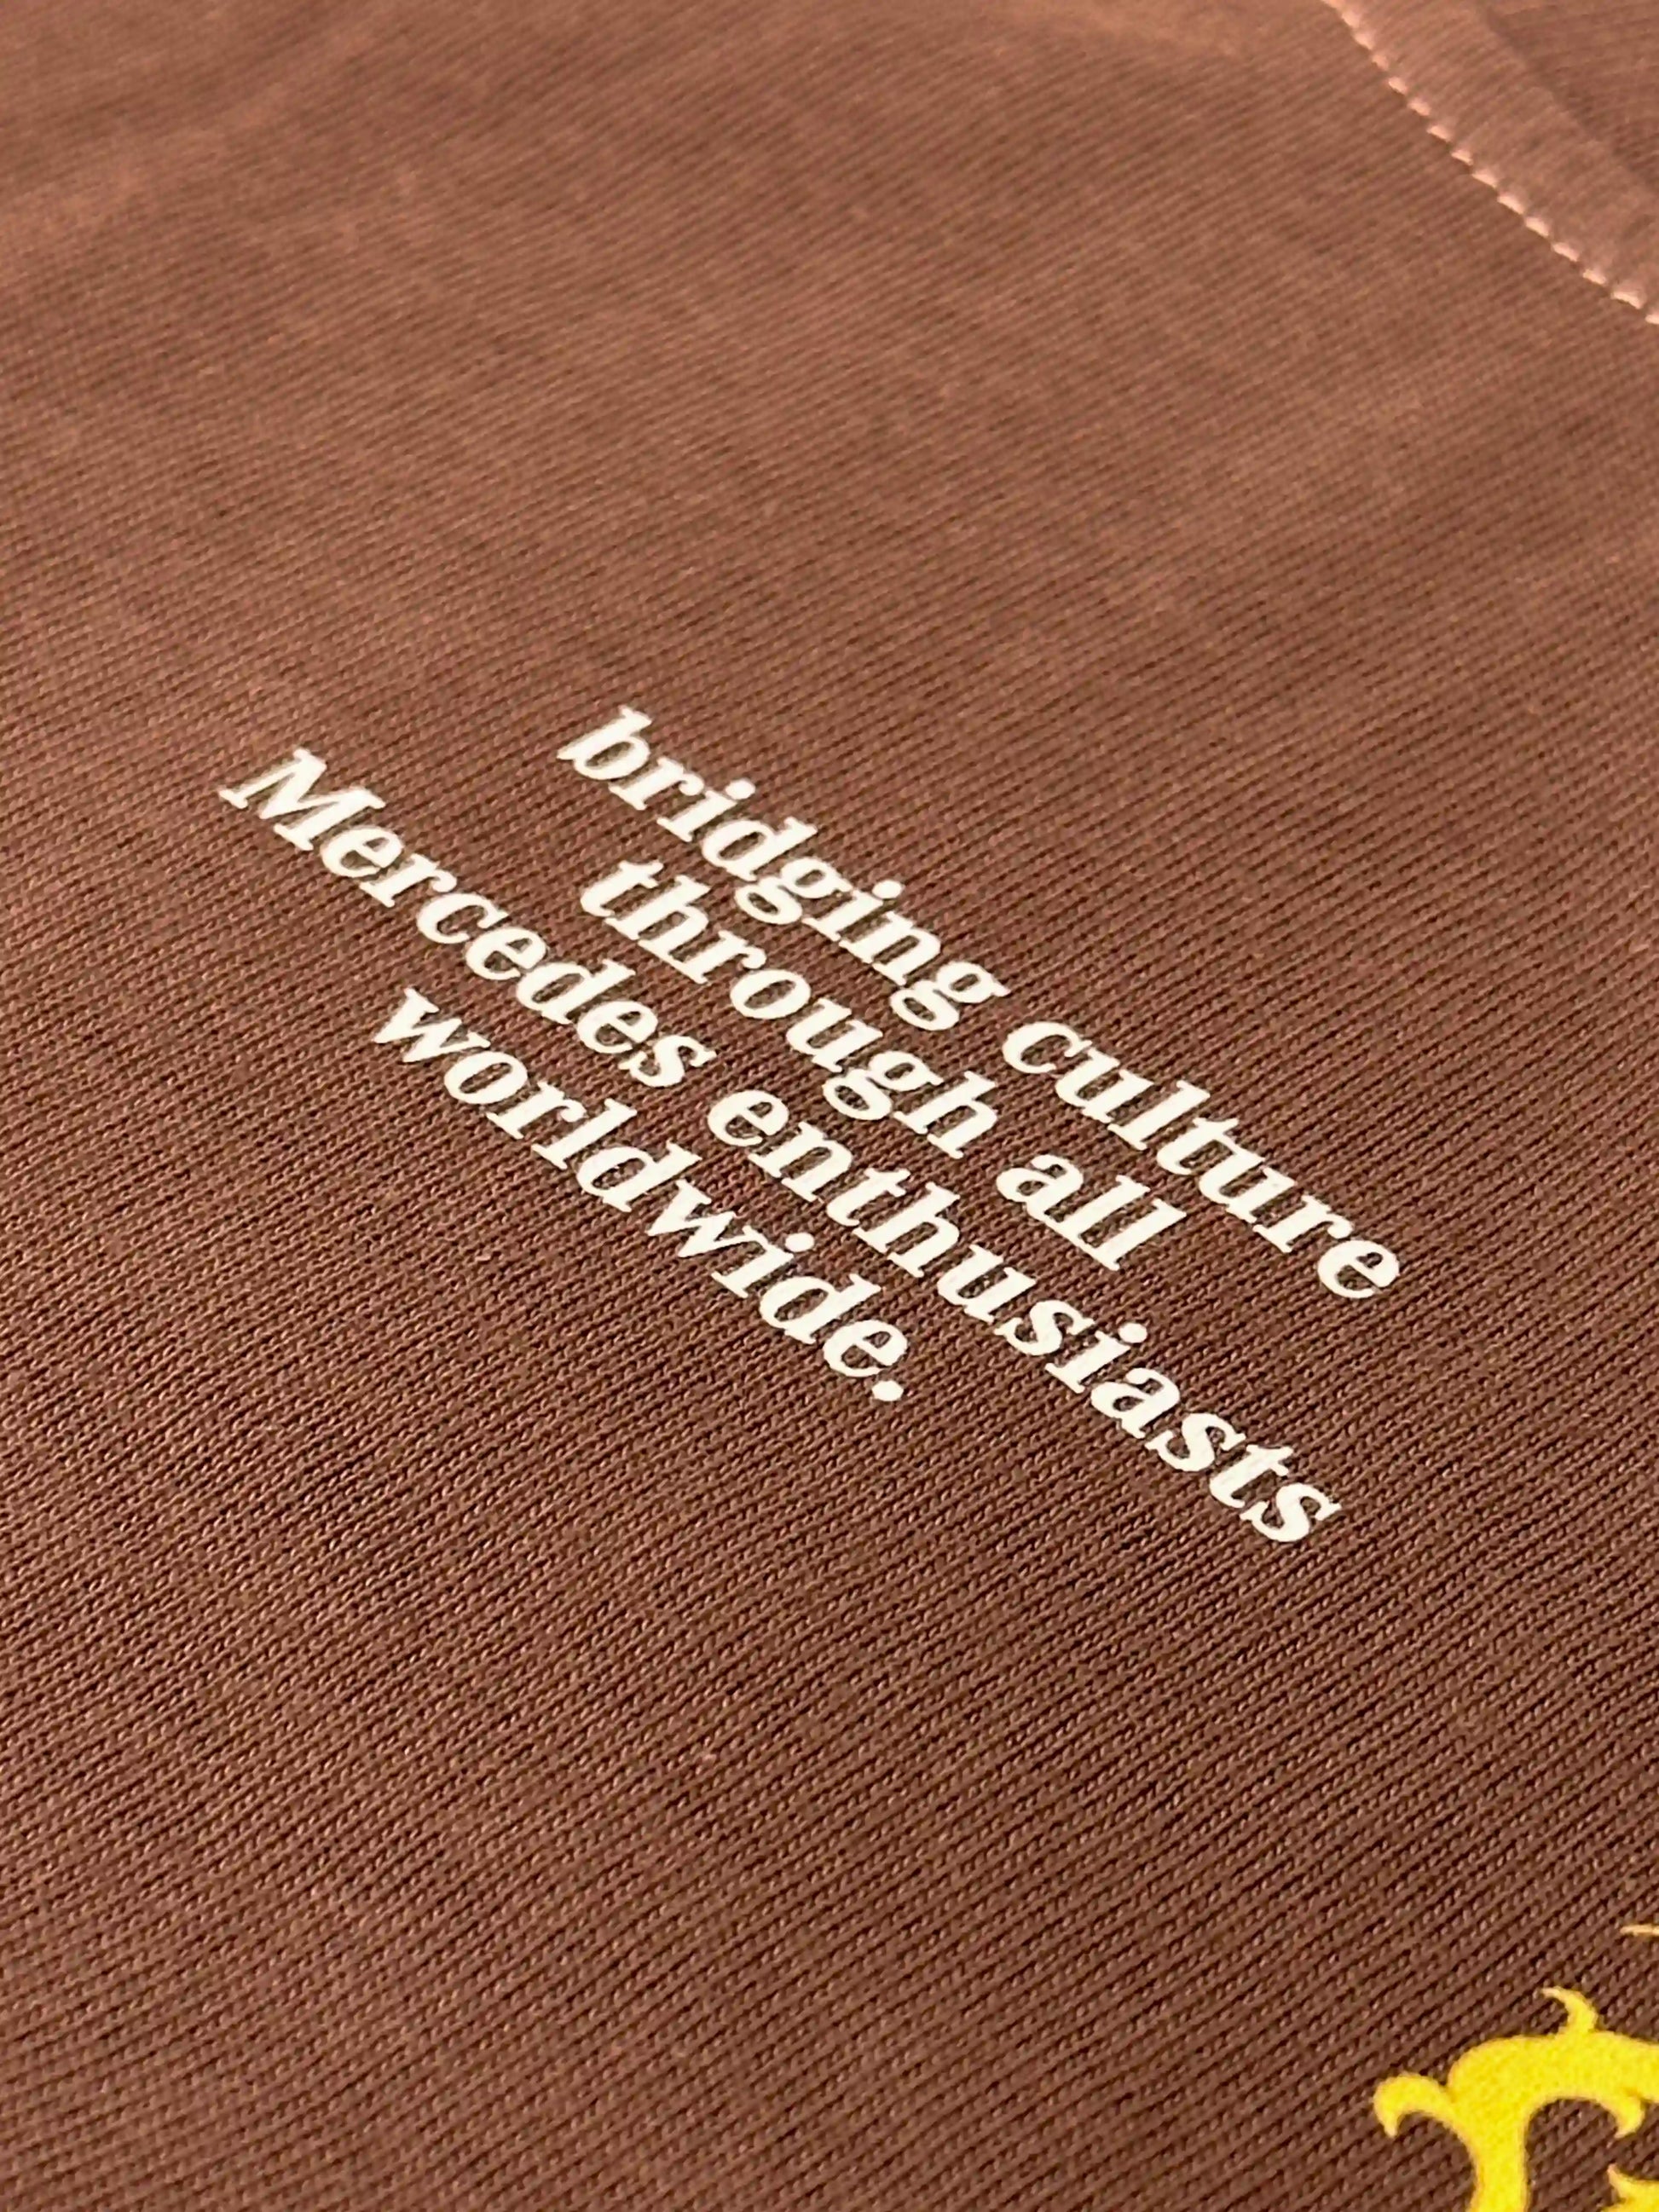 bridging culture
through all
Mercedes enthusiasts
worldwide.